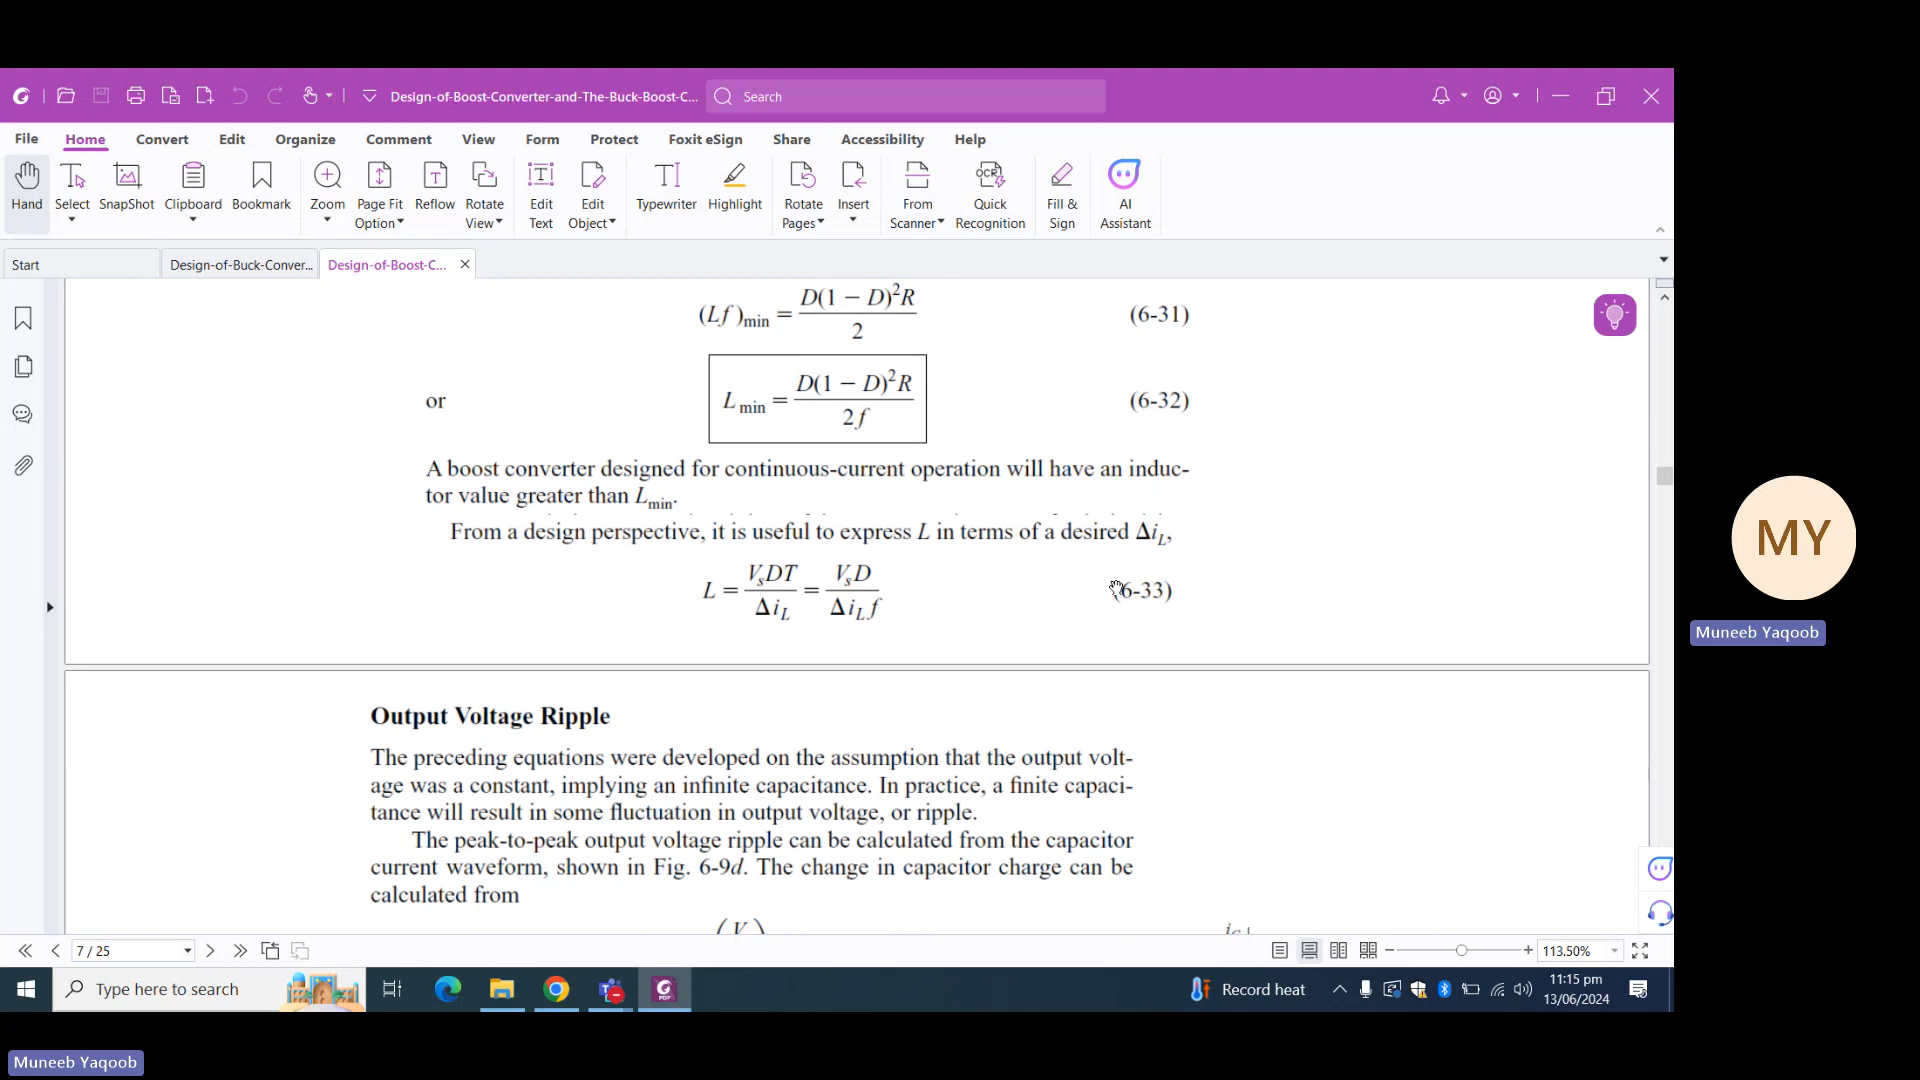 Design-of-Boost-Converter-and-The-Buck-Boost-C...
Search
File Home Convert Edit Organize Comment View Form Protect Foxit eSign Share Accessibility Help
Hand
Select
SnapShot
Clipboard
Bookmark
Zoom
Page Fit Option
Reflow
Rotate View
Edit Text
Edit Object
Typewriter
Highlight
Rotate Pages
Insert
From Scanner
OCR
Quick Recognition
Fill & Sign
AI Assistant
Start
Design-of-Buck-Conver...
Design-of-Boost-C...
(Lf)min = D(1 − D)²R / 2 (6-31)
or Lmin = D(1 − D)²R / 2f (6-32)
A boost converter designed for continuous-current operation will have an induc-
tor value greater than Lmin.
From a design perspective, it is useful to express L in terms of a desired ΔiL,
L = VsDT / ΔiL = VsD / ΔiLf (6-33)
Output Voltage Ripple
The preceding equations were developed on the assumption that the output volt-
age was a constant, implying an infinite capacitance. In practice, a finite capaci-
tance will result in some fluctuation in output voltage, or ripple.
The peak-to-peak output voltage ripple can be calculated from the capacitor
current waveform, shown in Fig. 6-9d. The change in capacitor charge can be
calculated from
7 / 25
113.50%
Type here to search
Record heat
11:15 pm
13/06/2024
MY
Muneeb Yaqoob
Muneeb Yaqoob